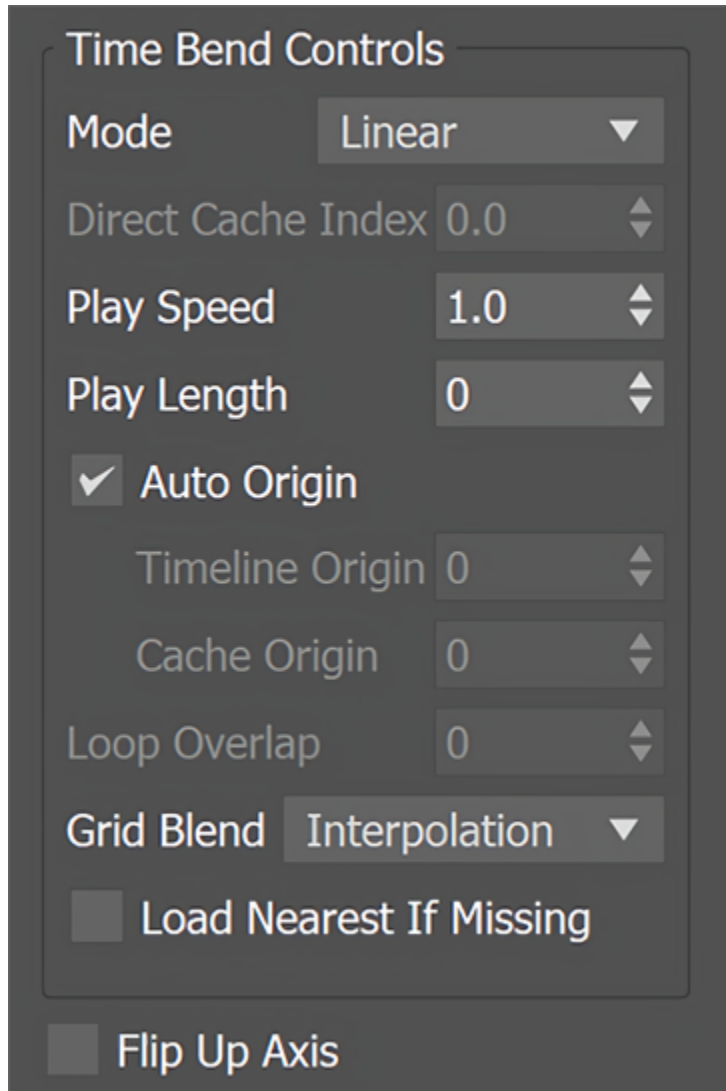 Time Bend Controls
Mode Linear
Direct Cache Index 0.0
Play Speed 1.0
Play Length 0
Auto Origin
Timeline Origin 0
Cache Origin 0
Loop Overlap 0
Grid Blend Interpolation
Load Nearest If Missing
Flip Up Axis